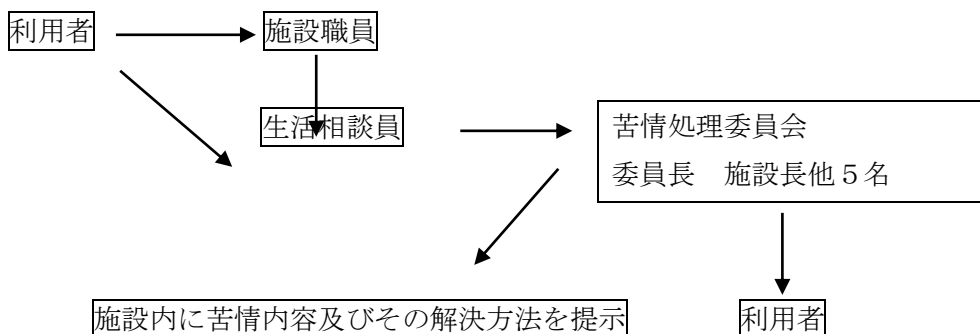 利用者
施設職員
生活相談員
苦情処理委員会
委員長　施設長他５名
施設内に苦情内容及びその解決方法を提示
利用者